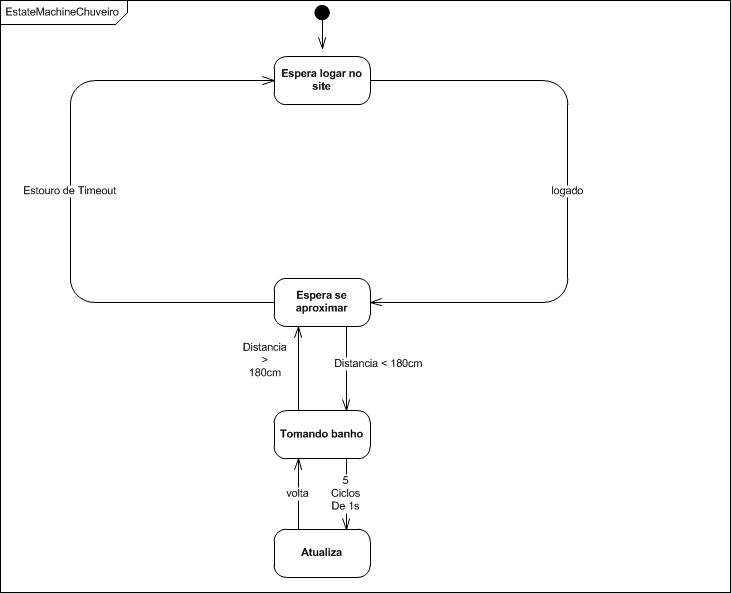 EstateMachineChuveiro
Espera logar no
site
Estouro de Timeout
logado
Espera se
aproximar
Distancia
>
180cm
Distancia < 180cm
Tomando banho
volta
5
Ciclos
De 1s
Atualiza